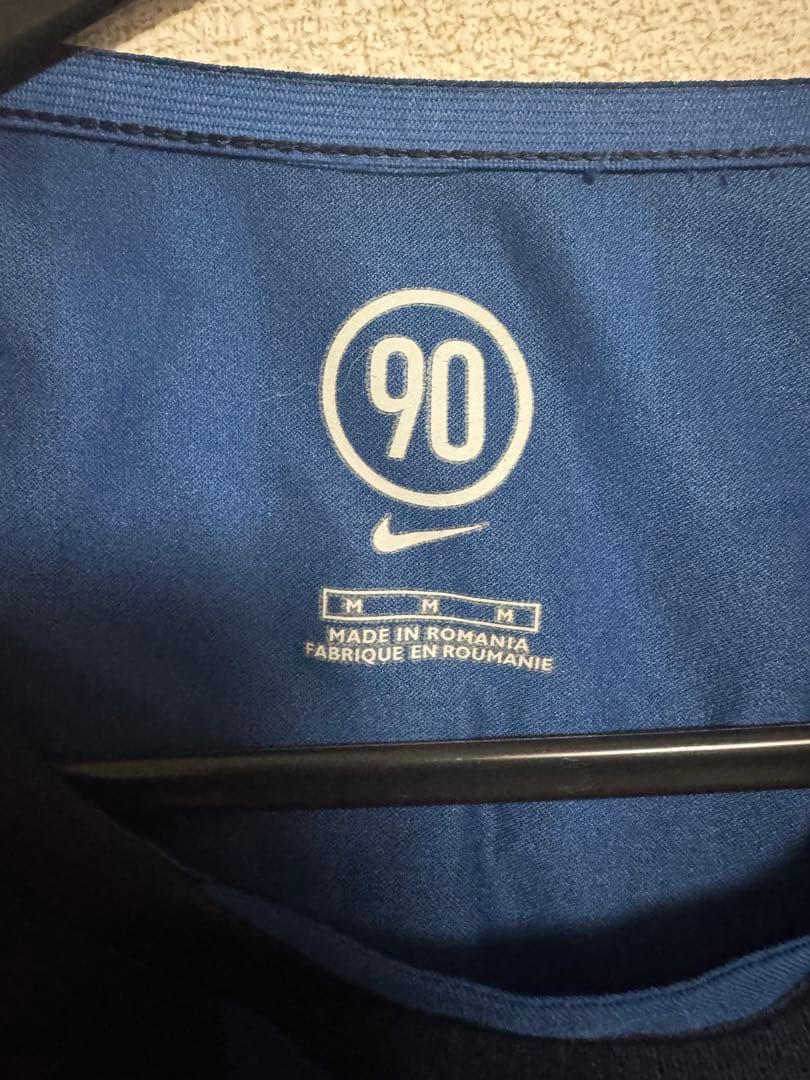 90
M M M
MADE IN ROMANIA
FABRIQUE EN ROUMANIE